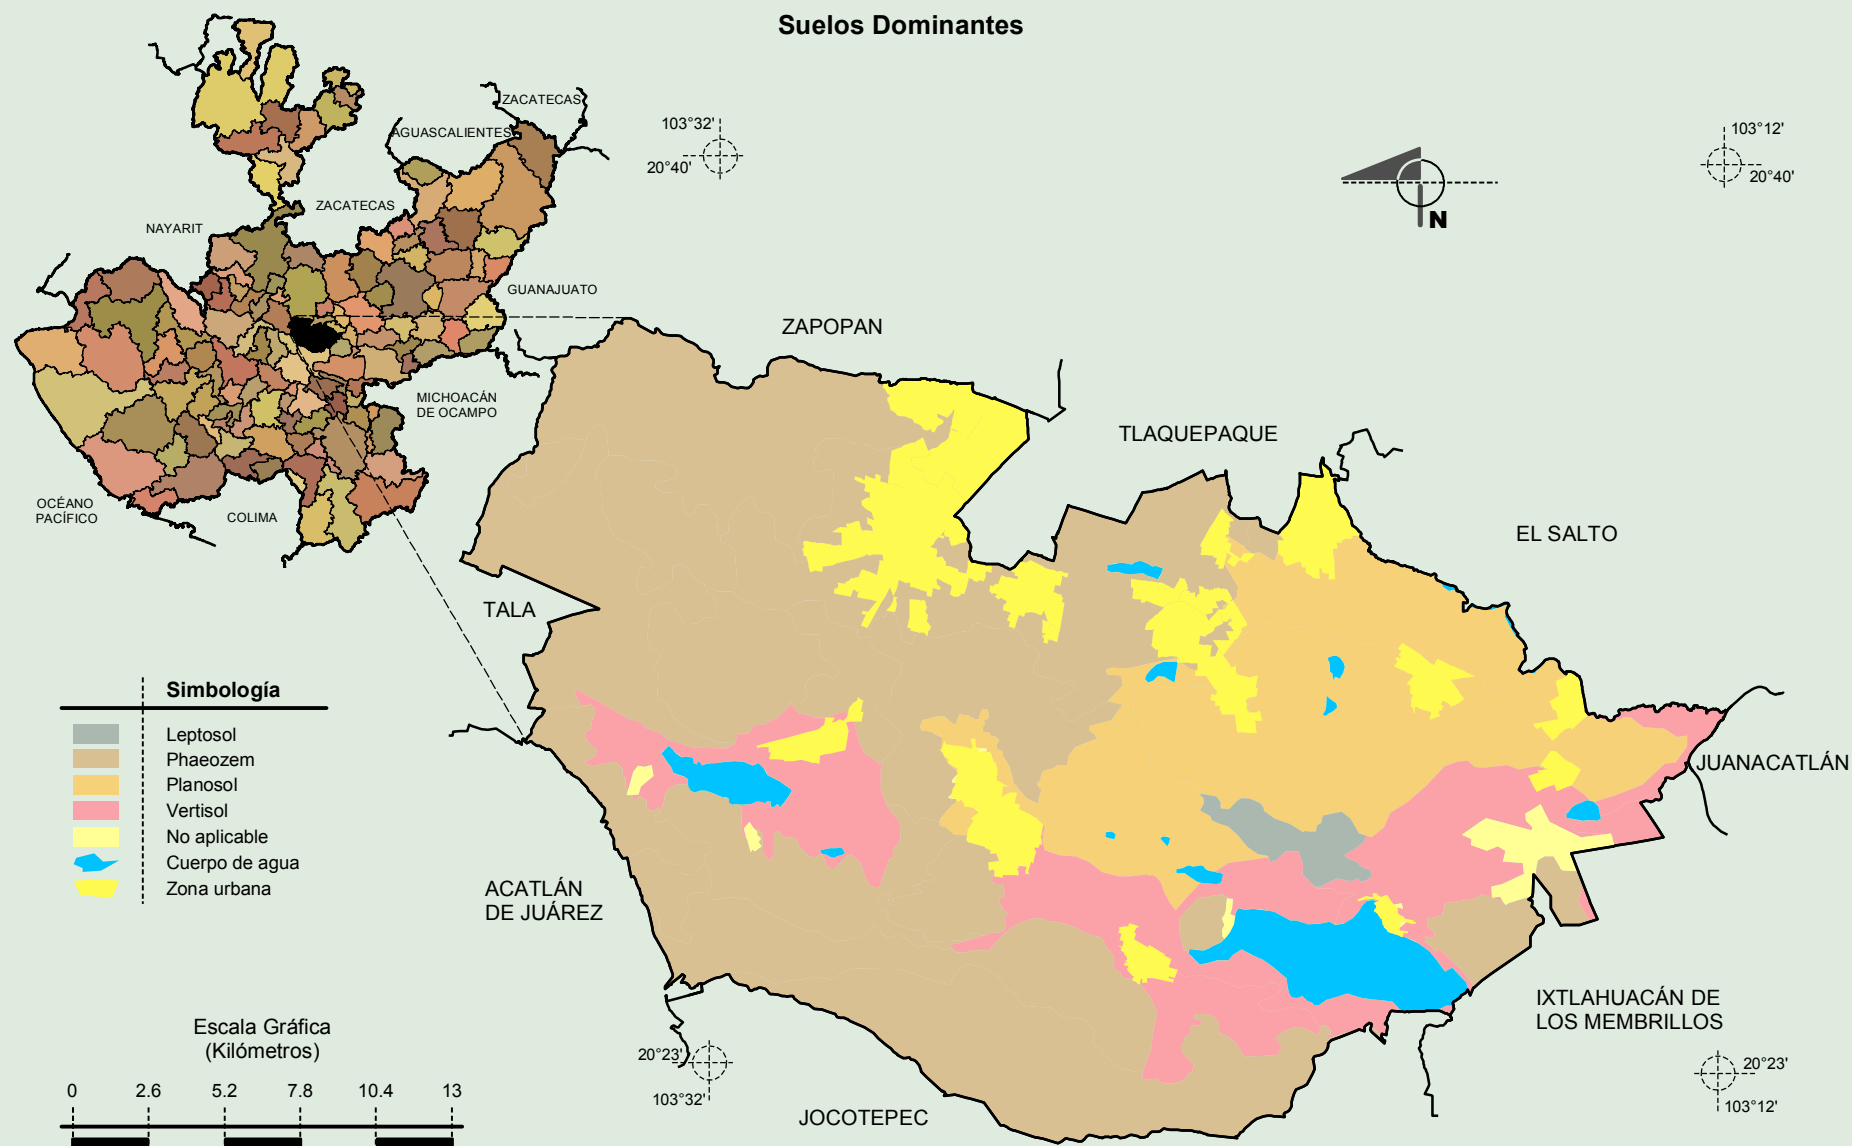 Suelos Dominantes
ZACATECAS
AGUASCALIENTES
ZACATECAS
NAYARIT
GUANAJUATO
MICHOACÁN
DE OCAMPO
OCÉANO
PACÍFICO
COLIMA
103°32'
20°40'
103°12'
20°40'
N
ZAPOPAN
TLAQUEPAQUE
EL SALTO
TALA
JUANACATLÁN
ACATLÁN
DE JUÁREZ
IXTLAHUACÁN DE
LOS MEMBRILLOS
JOCOTEPEC
20°23'
103°32'
20°23'
103°12'
Simbología
Leptosol
Phaeozem
Planosol
Vertisol
No aplicable
Cuerpo de agua
Zona urbana
Escala Gráfica
(Kilómetros)
0 2.6 5.2 7.8 10.4 13